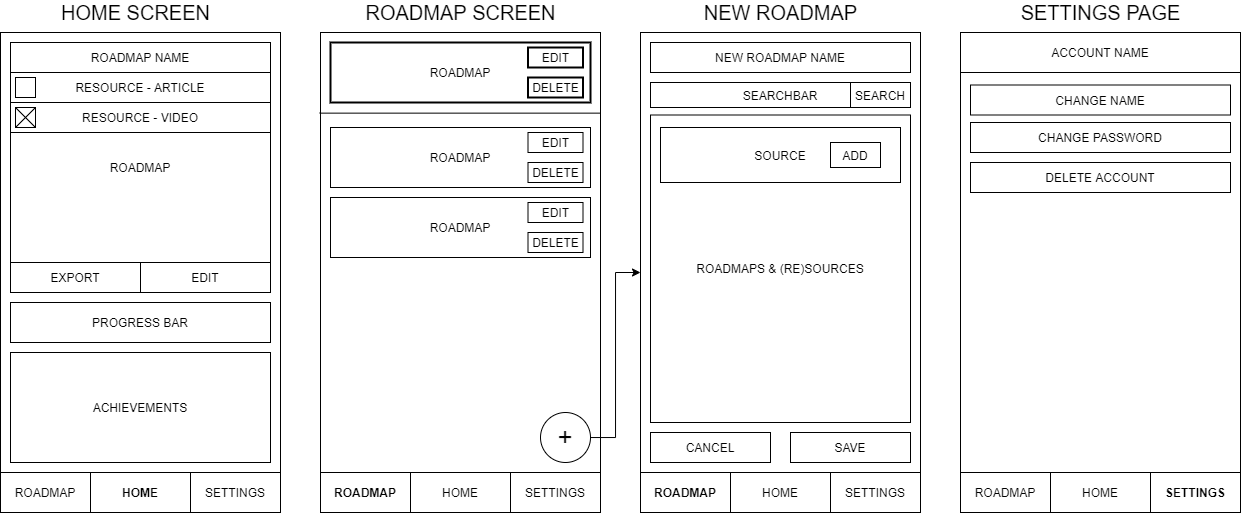 HOME SCREEN
ROADMAP NAME
RESOURCE - ARTICLE
RESOURCE - VIDEO
ROADMAP
EXPORT
EDIT
PROGRESS BAR
ACHIEVEMENTS
ROADMAP
HOME
SETTINGS
ROADMAP SCREEN
ROADMAP
EDIT
DELETE
ROADMAP
EDIT
DELETE
ROADMAP
EDIT
DELETE
+
ROADMAP
HOME
SETTINGS
NEW ROADMAP
NEW ROADMAP NAME
SEARCHBAR
SEARCH
SOURCE
ADD
ROADMAPS & (RE)SOURCES
CANCEL
SAVE
ROADMAP
HOME
SETTINGS
SETTINGS PAGE
ACCOUNT NAME
CHANGE NAME
CHANGE PASSWORD
DELETE ACCOUNT
ROADMAP
HOME
SETTINGS